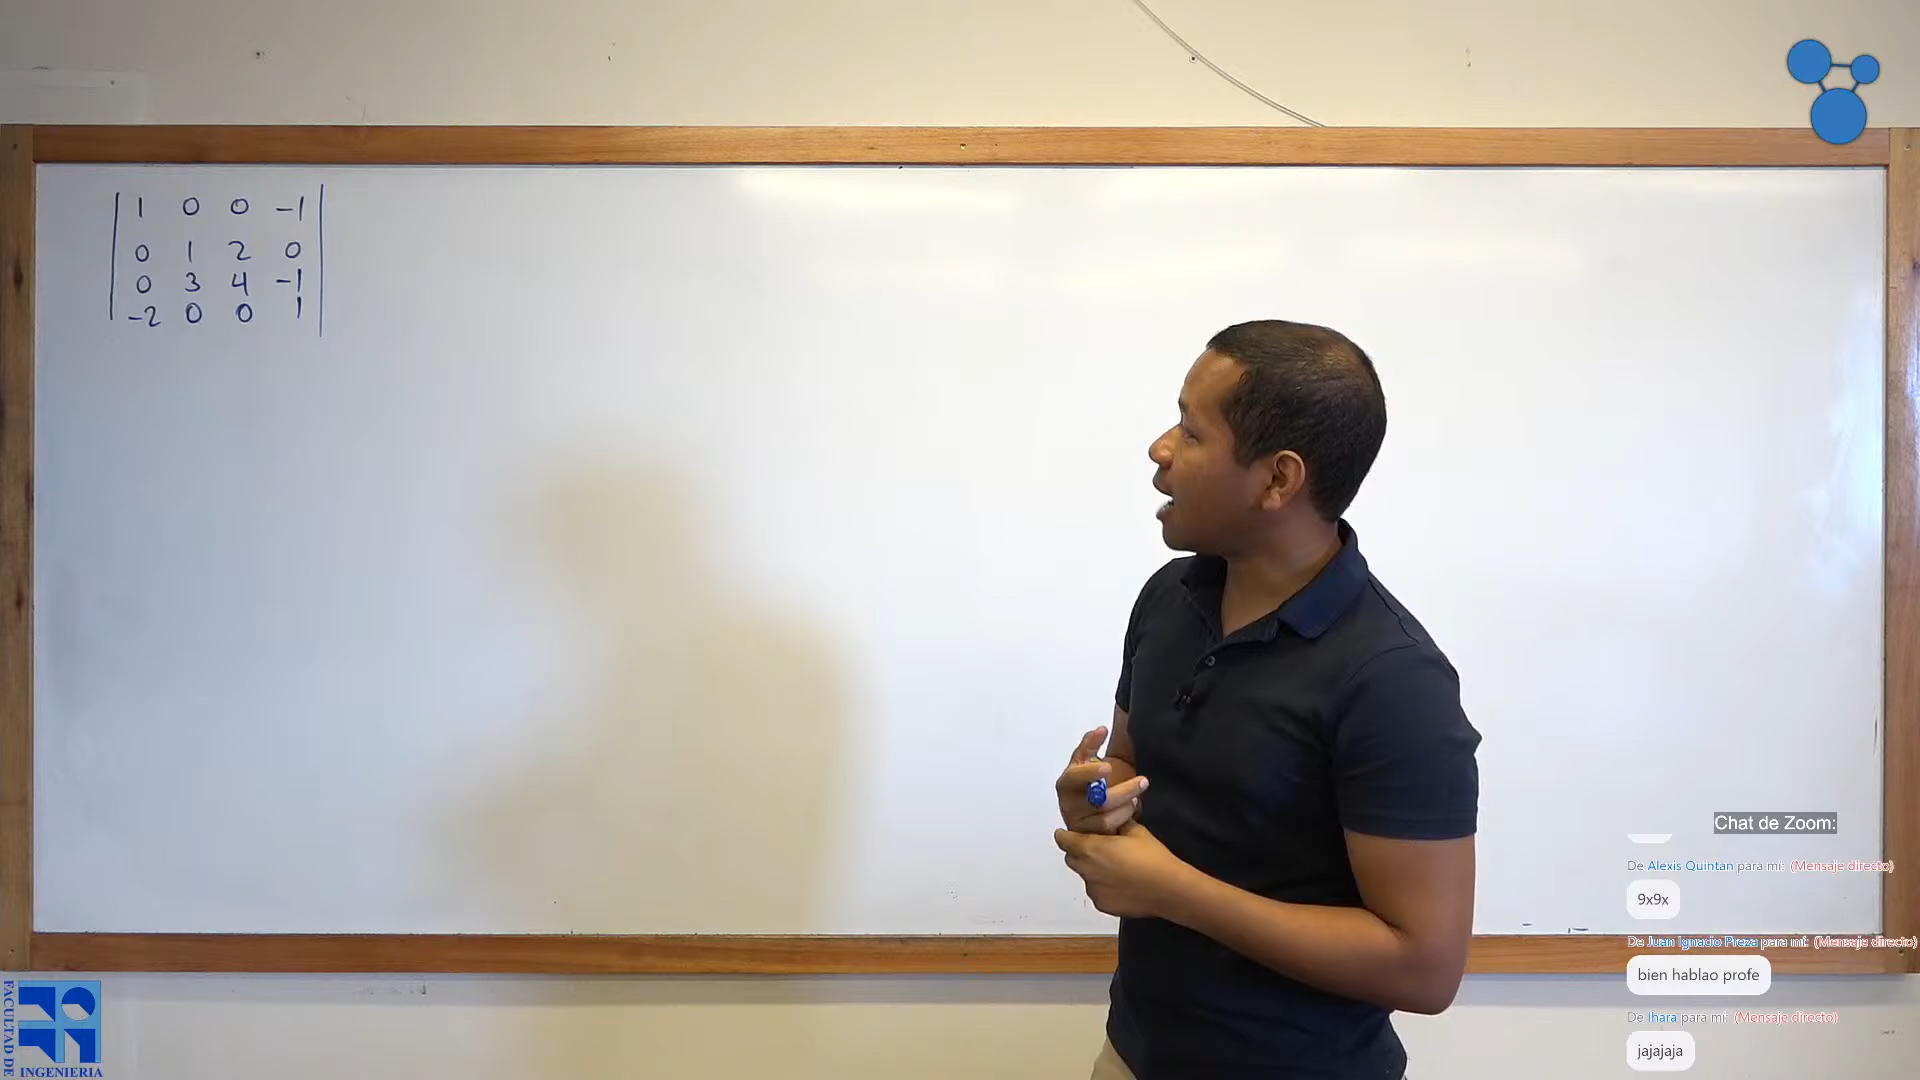 1 0 0 -1
0 1 2 0
0 3 4 -1
-2 0 0 1
Chat de Zoom:
De Alexis Quintan para mí: (Mensaje directo)
9x9x
De Juan Ignacio Preza para mí: (Mensaje directo)
bien hablao profe
De Ihara para mí: (Mensaje directo)
jajajaja
FACULTAD DE
INGENIERIA